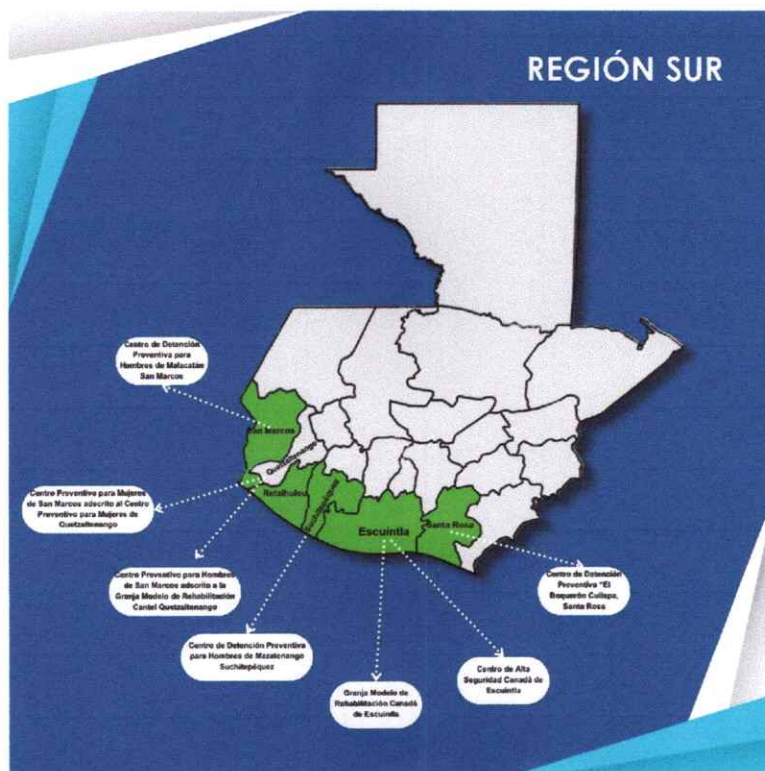 REGIÓN SUR
Centro de Detención
Preventiva para
Hombres de Malacatán
San Marcos
San Marcos
Quetzaltenango
Centro Preventivo para Mujeres
de San Marcos adscrito al Centro
Preventivo para Mujeres de
Quetzaltenango
Retalhuleu
Suchitepéquez
Escuintla
Santa Rosa
Centro Preventivo para Hombres
de San Marcos adscrito a la
Granja Modelo de Rehabilitación
Cantel Quetzaltenango
Centro de Detención
Preventiva "El
Boquerón Cuilapa,
Santa Rosa
Centro de Detención Preventiva
para Hombres de Mazatenango
Suchitepéquez
Centro de Alta
Seguridad Canadá de
Escuintla
Granja Modelo de
Rehabilitación Canadá
de Escuintla